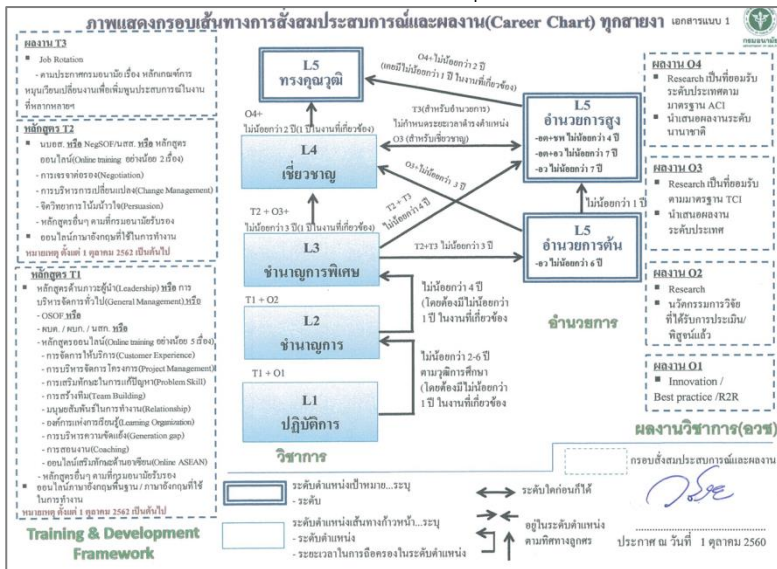 ภาพแสดงกรอบเส้นทางการสั่งสมประสบการณ์และผลงาน(Career Chart) ทุกสายงา
เอกสารแนบ 1
กรมอนามัย
ผลงาน T3
▪ Job Rotation
- ตามประกาศกรมอนามัยเรื่อง หลักเกณฑ์การ
หมุนเวียนเปลี่ยนงานเพื่อเพิ่มพูนประสบการณ์ในงาน
ที่หลากหลายฯ
หลักสูตร T2
▪ นบอส. หรือ NegSOF/นสส. หรือ หลักสูตร
ออนไลน์(Online training อย่างน้อย 2เรื่อง)
- การเจรจาต่อรอง(Negotiation)
- การบริหารการเปลี่ยนแปลง(Change Management)
- จิตวิทยาการโน้มน้าวใจ(Persuasion)
- หลักสูตรอื่นๆ ตามที่กรมอนามัยรับรอง
▪ ออนไลน์ภาษาอังกฤษที่ใช้ในการทำงาน
หมายเหตุ ตั้งแต่ 1 ตุลาคม 2562 เป็นต้นไป
หลักสูตร T1
▪ หลักสูตรด้านภาวะผู้นำ(Leadership) หรือ การ
บริหารจัดการทั่วไป(General Management) หรือ
- OSOF หรือ
- ผบต. / ผบก. / นสก. หรือ
- หลักสูตรออนไลน์(Online training อย่างน้อย 5เรื่อง)
- การจัดการให้บริการ(Customer Experience)
- การบริหารจัดการโครงการ(Project Management)
- การเสริมทักษะในการแก้ปัญหา(Problem Skill)
- การสร้างทีม(Team Building)
- มนุษยสัมพันธ์ในการทำงาน(Relationship)
- องค์กรแห่งการเรียนรู้(Learning Organization)
- การบริหารความขัดแย้ง(Generation gap)
- การสอนงาน(Coaching)
- ออนไลน์เสริมทักษะด้านอาเซียน(Online ASEAN)
- หลักสูตรอื่นๆ ตามที่กรมอนามัยรับรอง
▪ ออนไลน์ภาษาอังกฤษพื้นฐาน / ภาษาอังกฤษที่ใช้
ในการทำงาน
หมายเหตุ ตั้งแต่ 1 ตุลาคม 2562 เป็นต้นไป
Training & Development
Framework
L5
ทรงคุณวุฒิ
O4+
ไม่น้อยกว่า 2 ปี(1 ปีในงานที่เกี่ยวข้อง)
L4
เชี่ยวชาญ
T2 + O3+
ไม่น้อยกว่า 3 ปี(1 ปีในงานที่เกี่ยวข้อง)
L3
ชำนาญการพิเศษ
T1 + O2
L2
ชำนาญการ
T1 + O1
L1
ปฏิบัติการ
วิชาการ
O4+ไม่น้อยกว่า 2 ปี
(เคยมีไม่น้อยกว่า 1 ปี ในงานที่เกี่ยวข้อง)
T3(สำหรับอำนวยการ)
ไม่กำหนดระยะเวลาดำรงตำแหน่ง
O3 (สำหรับเชี่ยวชาญ)
O3+ไม่น้อยกว่า 3 ปี
T2 + T3
ไม่น้อยกว่า 4 ปี
T2+T3 ไม่น้อยกว่า 3 ปี
ไม่น้อยกว่า 4 ปี
(โดยต้องมีไม่น้อยกว่า
1 ปี ในงานที่เกี่ยวข้อง
ไม่น้อยกว่า 2-6 ปี
ตามวุฒิการศึกษา
(โดยต้องมีไม่น้อยกว่า
1 ปี ในงานที่เกี่ยวข้อง
L5
อำนวยการสูง
-อต+ชพ ไม่น้อยกว่า 4 ปี
-อต+อว ไม่น้อยกว่า 7 ปี
-อว ไม่น้อยกว่า 7 ปี
ไม่น้อยกว่า 1 ปี
L5
อำนวยการต้น
-อว ไม่น้อยกว่า 6 ปี
อำนวยการ
ผลงาน O4
▪ Research เป็นที่ยอมรับ
ระดับประเทศตาม
มาตรฐาน ACI
▪ นำเสนอผลงานระดับ
นานาชาติ
ผลงาน O3
▪ Research เป็นที่ยอมรับ
ตามมาตรฐาน TCI
▪ นำเสนอผลงาน
ระดับประเทศ
ผลงาน O2
▪ Research
▪ นวัตกรรมการวิจัย
ที่ได้รับการประเมิน/
พิสูจน์แล้ว
ผลงาน O1
▪ Innovation /
Best practice /R2R
ผลงานวิชาการ(อวช)
กรอบสั่งสมประสบการณ์และผลงาน
ระดับตำแหน่งเป้าหมาย...ระบุ
- ระดับ
ระดับตำแหน่งเส้นทางก้าวหน้า...ระบุ
- ระดับตำแหน่ง
- ระยะเวลาในการถือครองในระดับตำแหน่ง
ระดับใดก่อนก็ได้
อยู่ในระดับตำแหน่ง
ตามทิศทางลูกศร
ประกาศ ณ วันที่ 1 ตุลาคม 2560